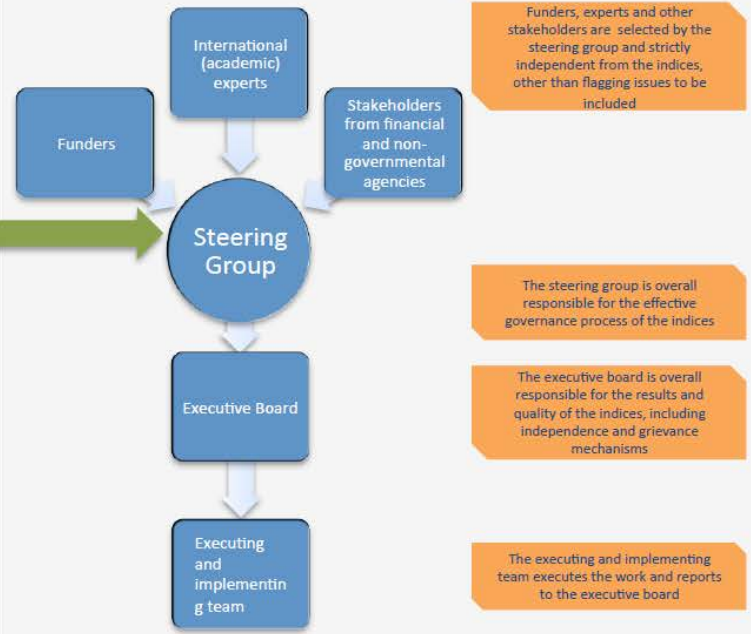 International
(academic)
experts
Funders
Stakeholders
from financial
and non-
governmental
agencies
Steering
Group
Executive Board
Executing
and
implementin
g team
Funders, experts and other
stakeholders are selected by the
steering group and strictly
independent from the indices,
other than flagging issues to be
included
The steering group is overall
responsible for the effective
governance process of the indices
The executive board is overall
responsible for the results and
quality of the indices, including
independence and grievance
mechanisms
The executing and implementing
team executes the work and reports
to the executive board